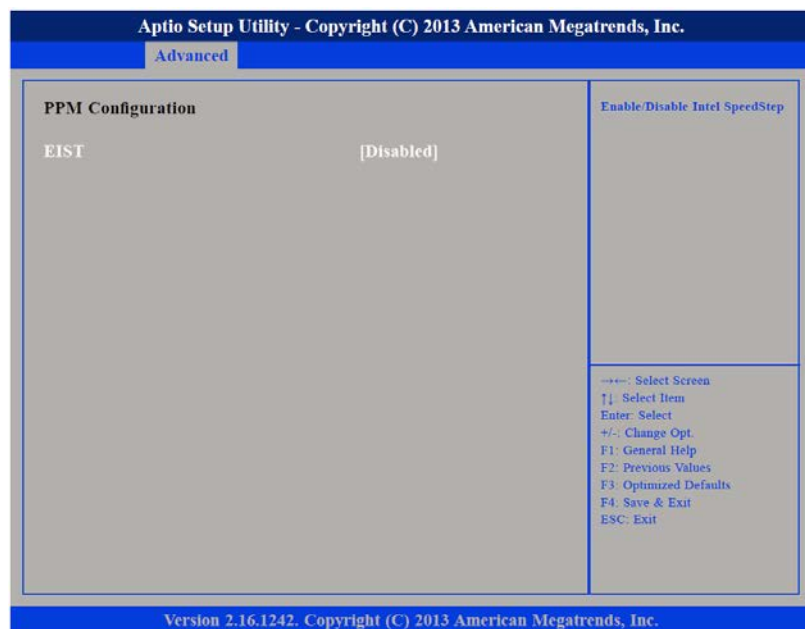 Aptio Setup Utility - Copyright (C) 2013 American Megatrends, Inc.
Advanced
PPM Configuration
EIST [Disabled]
Enable/Disable Intel SpeedStep
→←: Select Screen
↑↓: Select Item
Enter: Select
+/-: Change Opt.
F1: General Help
F2: Previous Values
F3: Optimized Defaults
F4: Save & Exit
ESC: Exit
Version 2.16.1242. Copyright (C) 2013 American Megatrends, Inc.